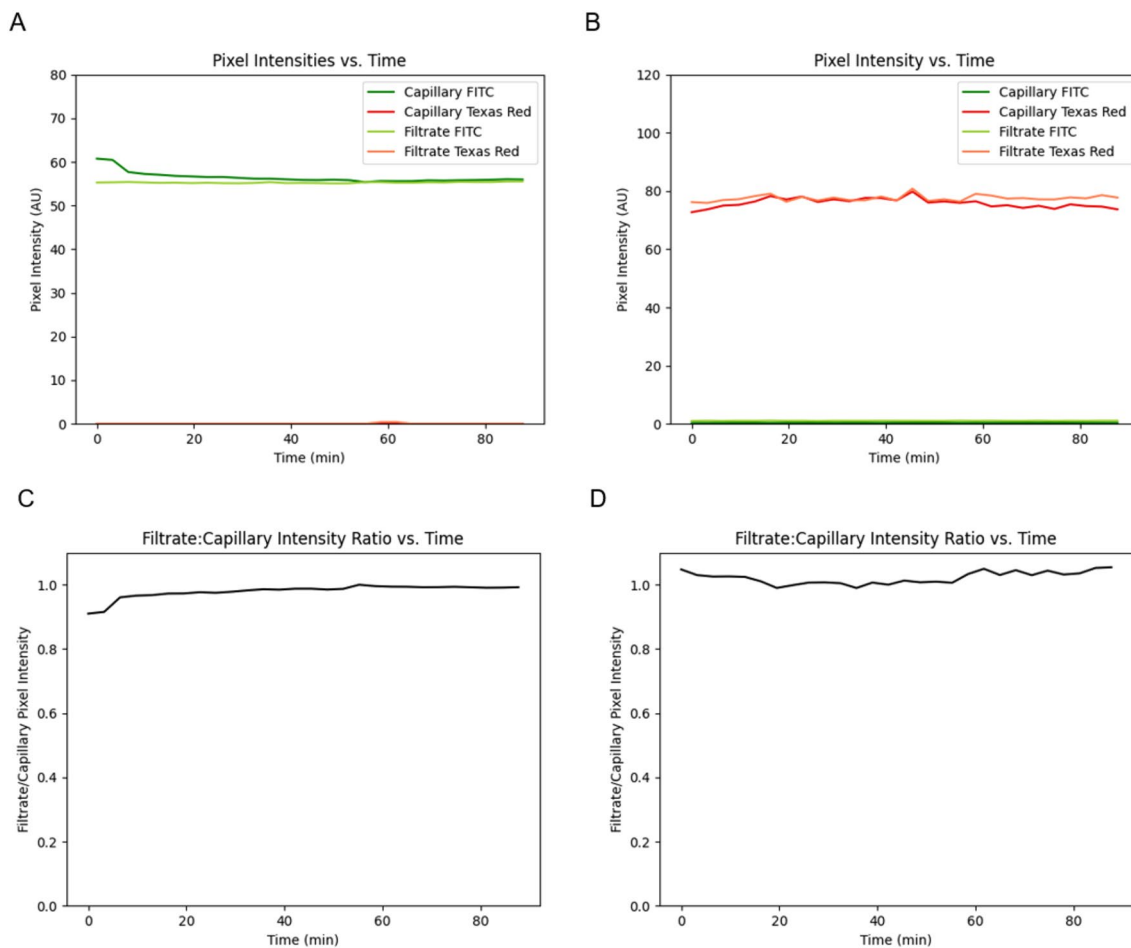 A
Pixel Intensities vs. Time
Pixel Intensity (AU)
80
70
60
50
40
30
20
10
0
0 20 40 60 80
Time (min)
Capillary FITC
Capillary Texas Red
Filtrate FITC
Filtrate Texas Red
B
Pixel Intensity vs. Time
Pixel Intensity (AU)
120
100
80
60
40
20
0
0 20 40 60 80
Time (min)
Capillary FITC
Capillary Texas Red
Filtrate FITC
Filtrate Texas Red
C
Filtrate:Capillary Intensity Ratio vs. Time
Filtrate/Capillary Pixel Intensity
1.0
0.8
0.6
0.4
0.2
0.0
0 20 40 60 80
Time (min)
D
Filtrate:Capillary Intensity Ratio vs. Time
Filtrate/Capillary Pixel Intensity
1.0
0.8
0.6
0.4
0.2
0.0
0 20 40 60 80
Time (min)